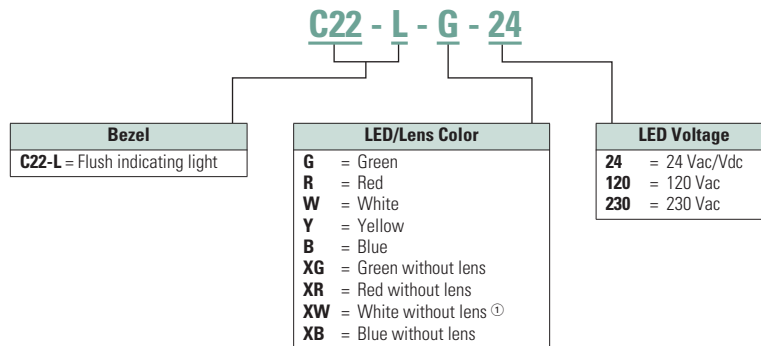 C22 - L - G - 24
Bezel
C22-L = Flush indicating light
LED/Lens Color
G = Green
R = Red
W = White
Y = Yellow
B = Blue
XG = Green without lens
XR = Red without lens
XW = White without lens ①
XB = Blue without lens
LED Voltage
24 = 24 Vac/Vdc
120 = 120 Vac
230 = 230 Vac